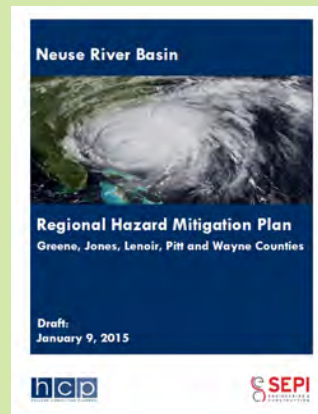 Neuse River Basin
Regional Hazard Mitigation Plan
Greene, Jones, Lenoir, Pitt and Wayne Counties
Draft:
January 9, 2015
hcp
SEPI